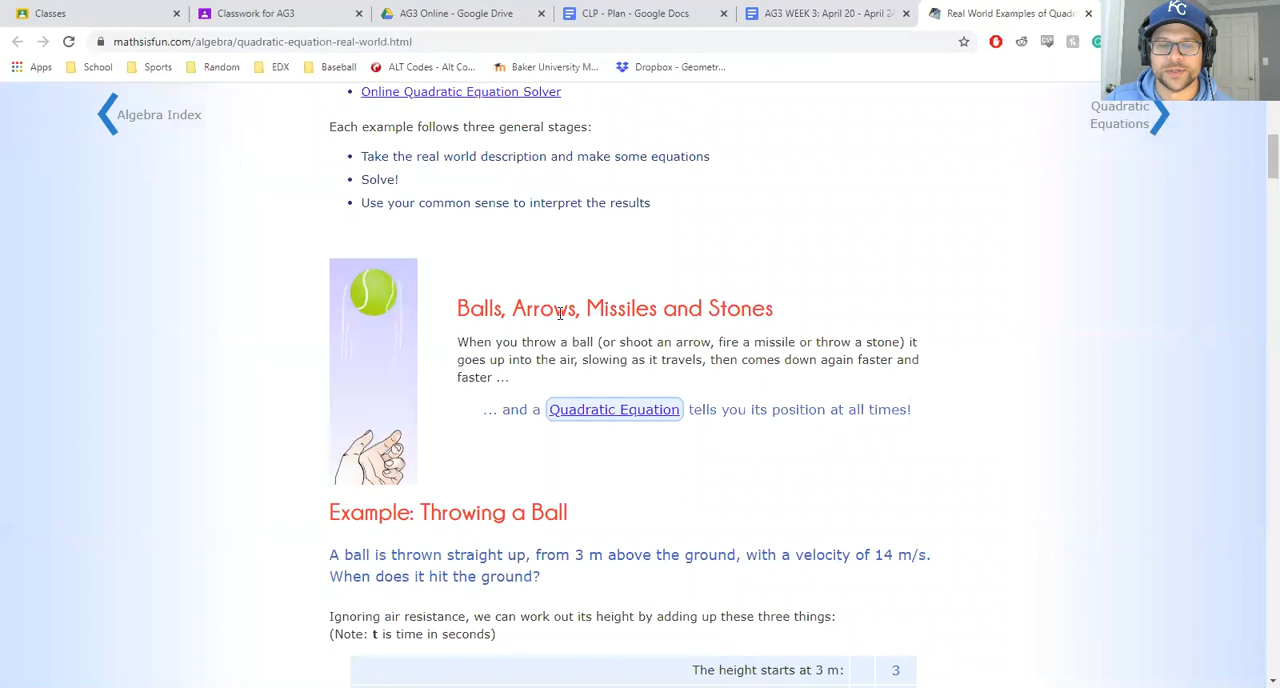 Classes
Classwork for AG3
AG3 Online - Google Drive
CLP - Plan - Google Docs
AG3 WEEK 3: April 20 - April 24
Real World Examples of Quadr
mathsisfun.com/algebra/quadratic-equation-real-world.html
Apps
School
Sports
Random
EDX
Baseball
ALT Codes - Alt Co...
Baker University M...
Dropbox - Geometr...
KC
Algebra Index
Quadratic
Equations
Online Quadratic Equation Solver
Each example follows three general stages:
Take the real world description and make some equations
Solve!
Use your common sense to interpret the results
Balls, Arrows, Missiles and Stones
When you throw a ball (or shoot an arrow, fire a missile or throw a stone) it
goes up into the air, slowing as it travels, then comes down again faster and
faster ...
... and a Quadratic Equation tells you its position at all times!
Example: Throwing a Ball
A ball is thrown straight up, from 3 m above the ground, with a velocity of 14 m/s.
When does it hit the ground?
Ignoring air resistance, we can work out its height by adding up these three things:
(Note: t is time in seconds)
The height starts at 3 m: 3